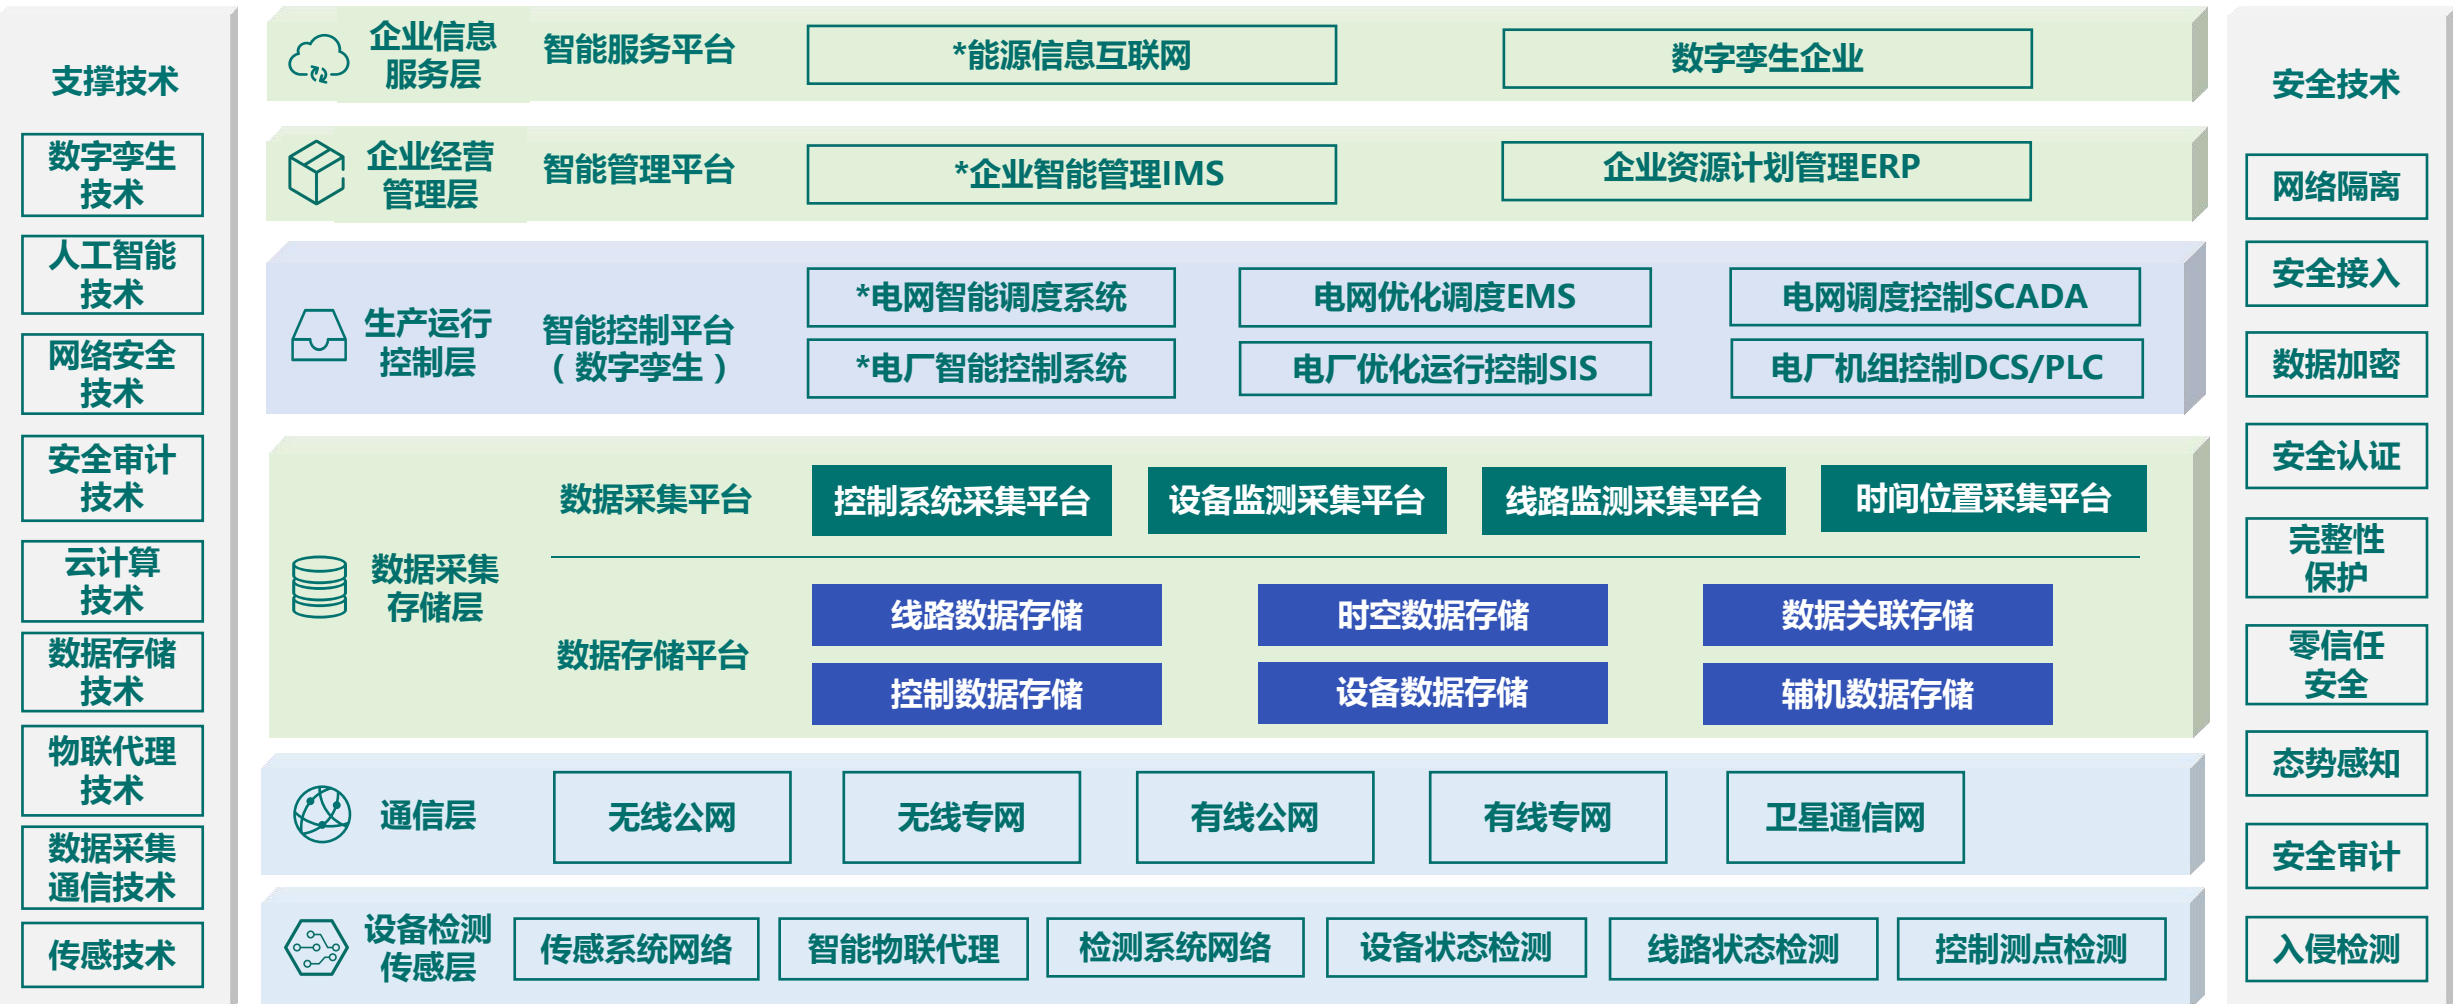 支撑技术
数字孪生
技术
人工智能
技术
网络安全
技术
安全审计
技术
云计算
技术
数据存储
技术
物联代理
技术
数据采集
通信技术
传感技术
企业信息
服务层
智能服务平台
*能源信息互联网
数字孪生企业
企业经营
管理层
智能管理平台
*企业智能管理IMS
企业资源计划管理ERP
生产运行
控制层
智能控制平台
（数字孪生）
*电网智能调度系统
电网优化调度EMS
电网调度控制SCADA
*电厂智能控制系统
电厂优化运行控制SIS
电厂机组控制DCS/PLC
数据采集
存储层
数据采集平台
控制系统采集平台
设备监测采集平台
线路监测采集平台
时间位置采集平台
数据存储平台
线路数据存储
时空数据存储
数据关联存储
控制数据存储
设备数据存储
辅机数据存储
通信层
无线公网
无线专网
有线公网
有线专网
卫星通信网
设备检测
传感层
传感系统网络
智能物联代理
检测系统网络
设备状态检测
线路状态检测
控制测点检测
安全技术
网络隔离
安全接入
数据加密
安全认证
完整性
保护
零信任
安全
态势感知
安全审计
入侵检测